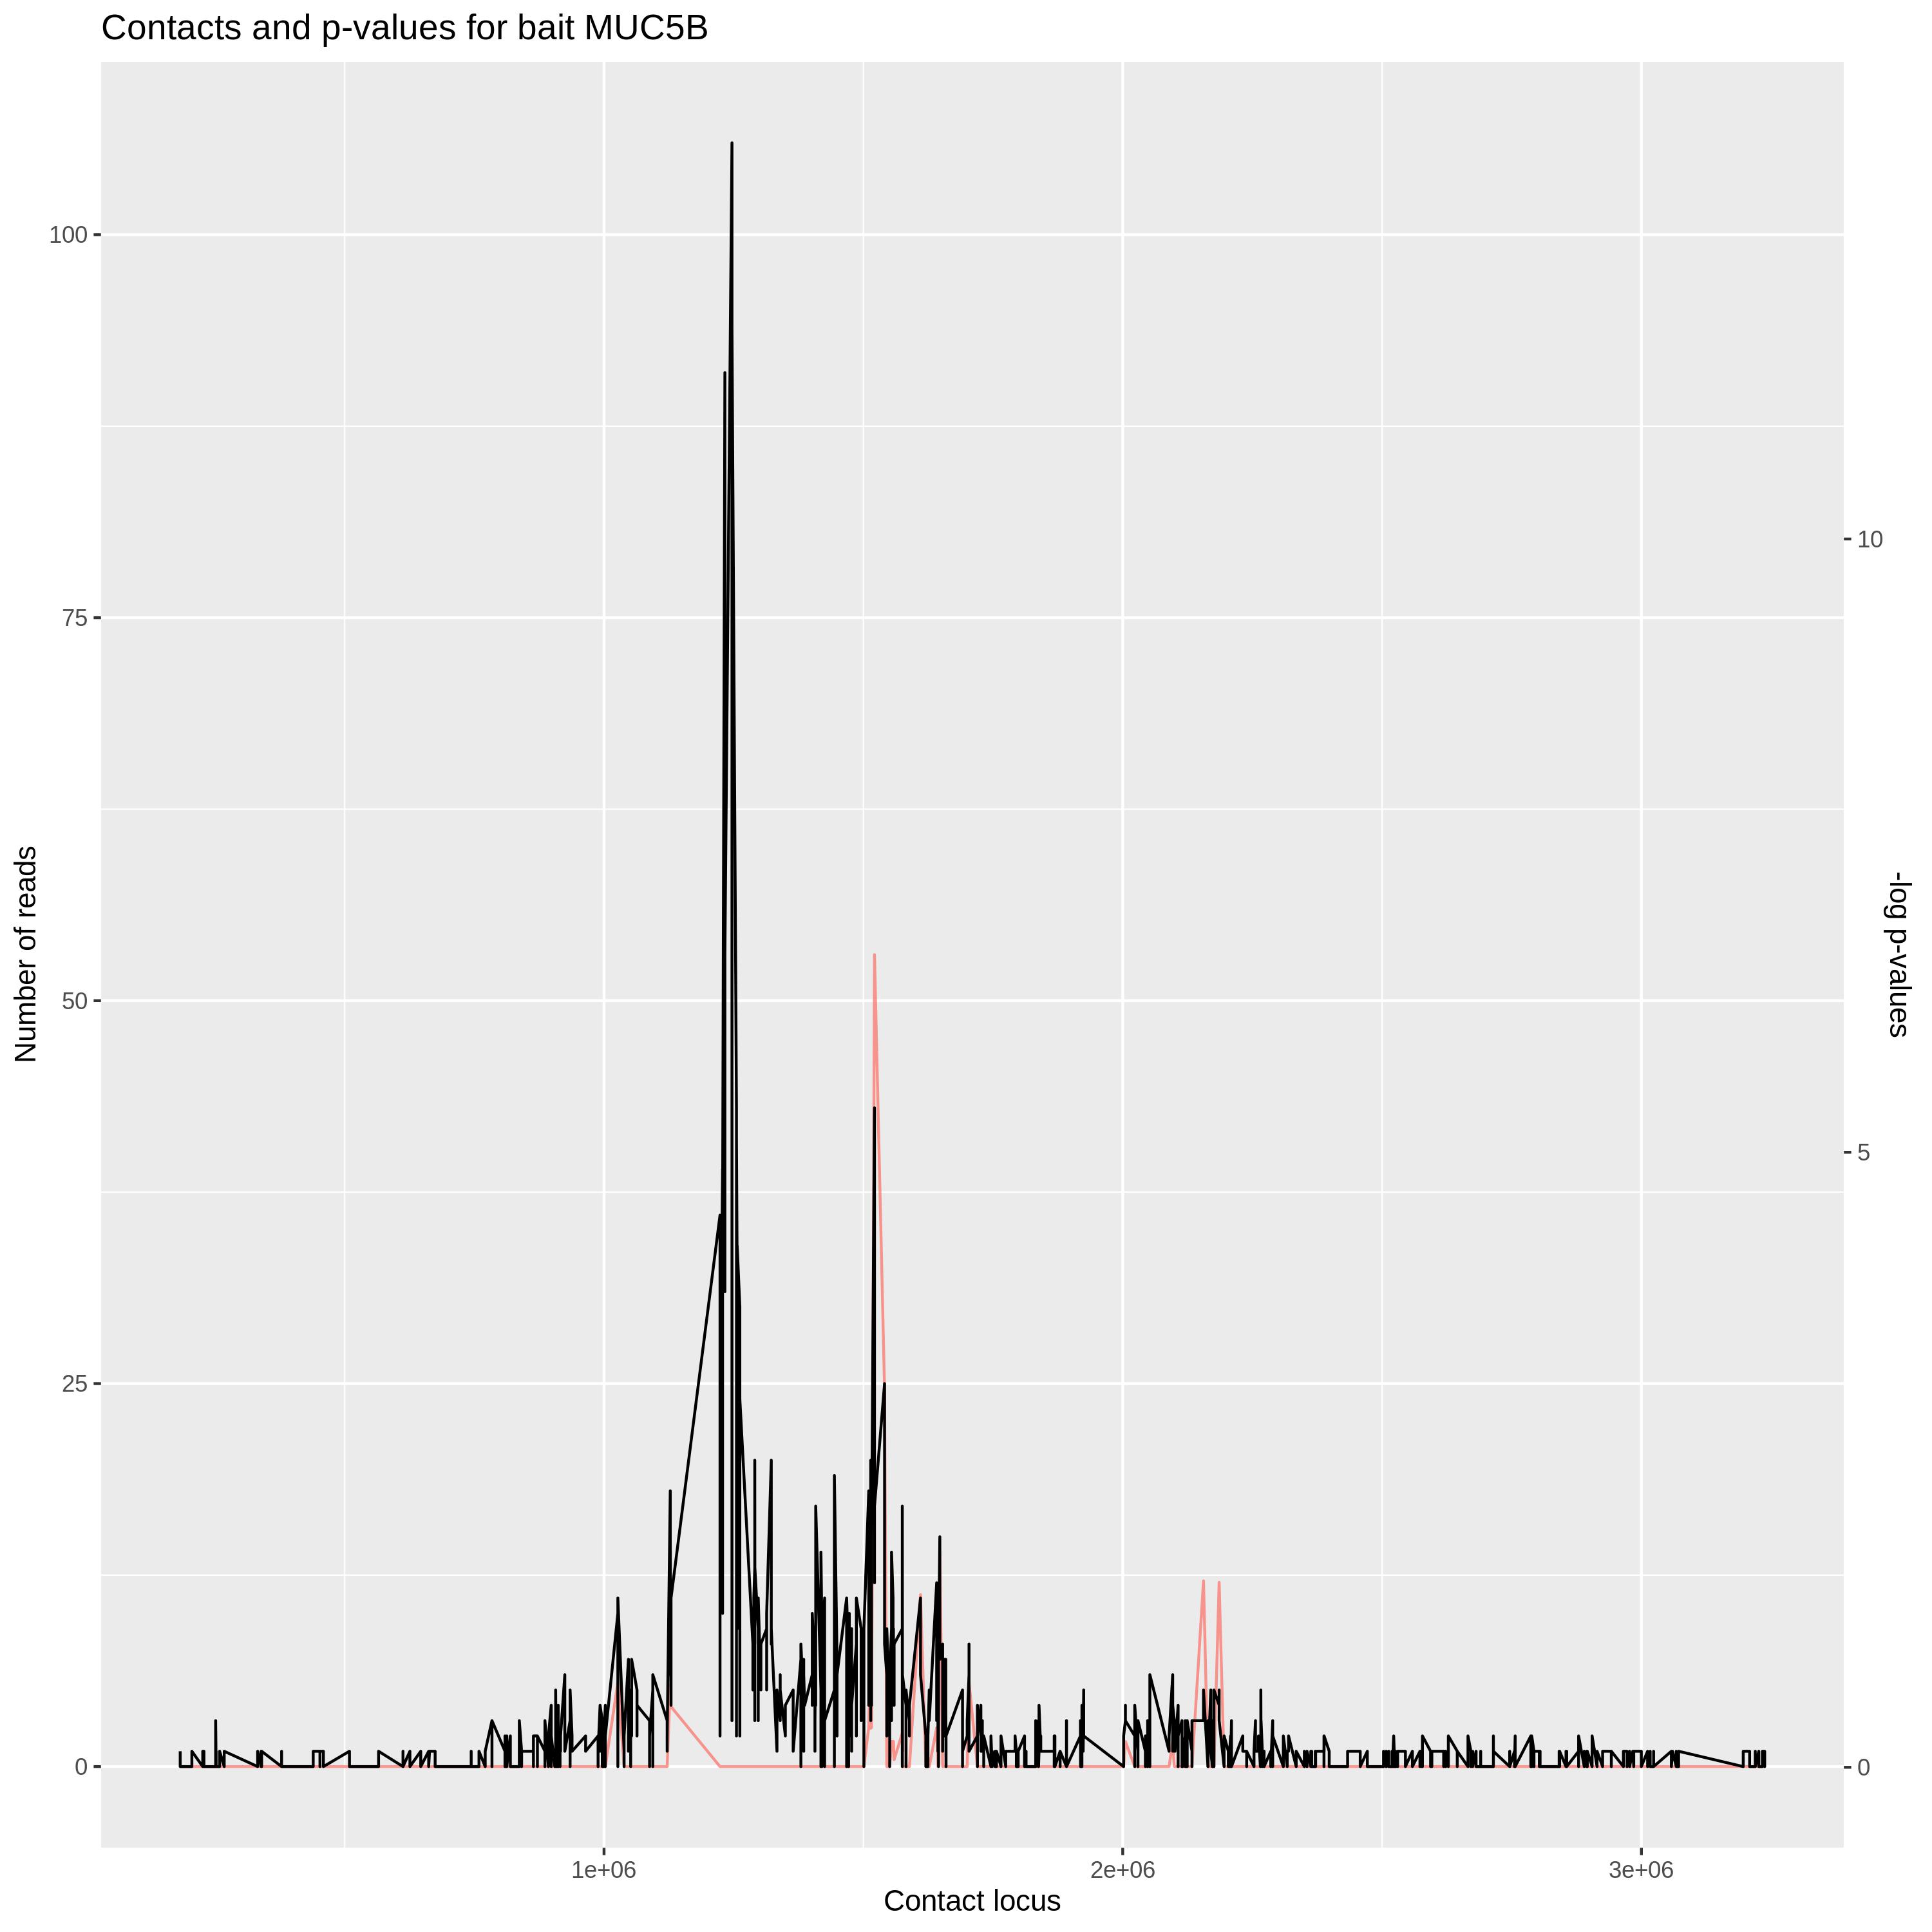 Contacts and p-values for bait MUC5B
100
75
50
25
0
Number of reads
10
5
0
-log p-values
1e+06
2e+06
3e+06
Contact locus